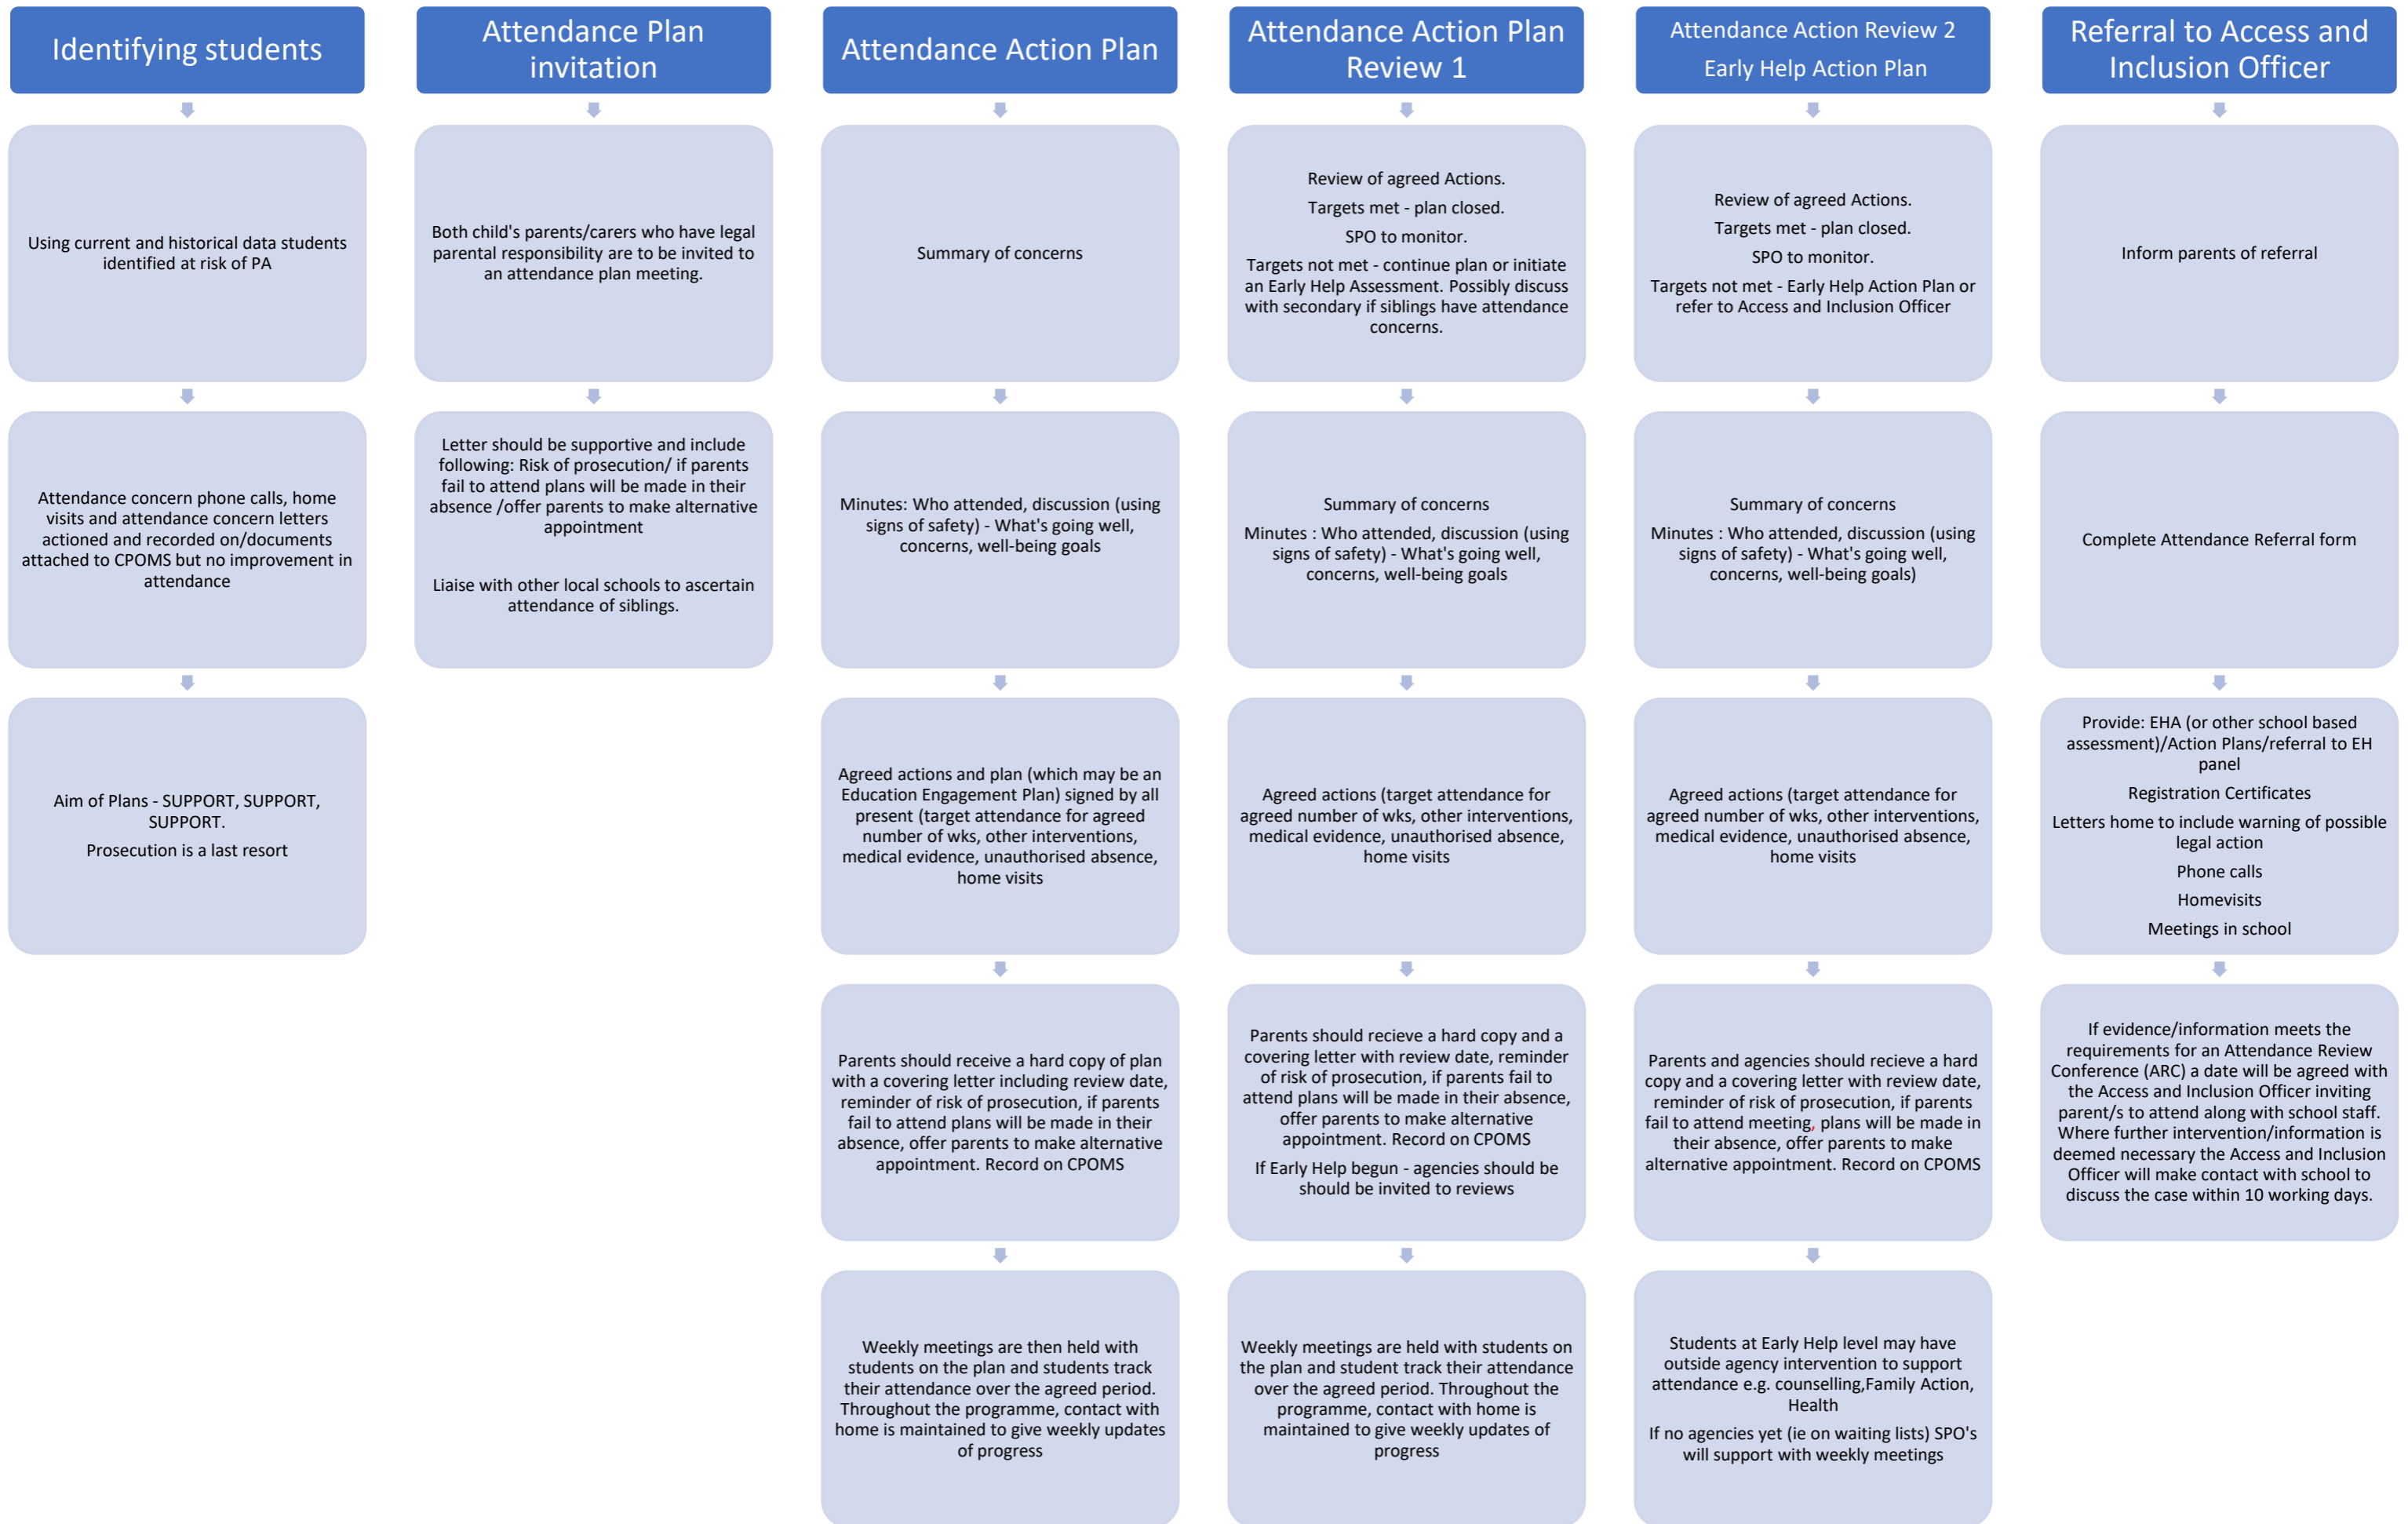 Identifying students
Using current and historical data students
identified at risk of PA
Attendance concern phone calls, home
visits and attendance concern letters
actioned and recorded on/documents
attached to CPOMS but no improvement in
attendance
Aim of Plans - SUPPORT, SUPPORT,
SUPPORT.
Prosecution is a last resort
Attendance Plan
invitation
Both child's parents/carers who have legal
parental responsibility are to be invited to
an attendance plan meeting.
Letter should be supportive and include
following: Risk of prosecution/ if parents
fail to attend plans will be made in their
absence /offer parents to make alternative
appointment
Liaise with other local schools to ascertain
attendance of siblings.
Attendance Action Plan
Summary of concerns
Minutes: Who attended, discussion (using
signs of safety) - What's going well,
concerns, well-being goals
Agreed actions and plan (which may be an
Education Engagement Plan) signed by all
present (target attendance for agreed
number of wks, other interventions,
medical evidence, unauthorised absence,
home visits
Parents should receive a hard copy of plan
with a covering letter including review date,
reminder of risk of prosecution, if parents
fail to attend plans will be made in their
absence, offer parents to make alternative
appointment. Record on CPOMS
Weekly meetings are then held with
students on the plan and students track
their attendance over the agreed period.
Throughout the programme, contact with
home is maintained to give weekly updates
of progress
Attendance Action Plan
Review 1
Review of agreed Actions.
Targets met - plan closed.
SPO to monitor.
Targets not met - continue plan or initiate
an Early Help Assessment. Possibly discuss
with secondary if siblings have attendance
concerns.
Summary of concerns
Minutes : Who attended, discussion (using
signs of safety) - What's going well,
concerns, well-being goals
Agreed actions (target attendance for
agreed number of wks, other interventions,
medical evidence, unauthorised absence,
home visits
Parents should recieve a hard copy and a
covering letter with review date, reminder
of risk of prosecution, if parents fail to
attend plans will be made in their absence,
offer parents to make alternative
appointment. Record on CPOMS
If Early Help begun - agencies should be
should be invited to reviews
Weekly meetings are held with students on
the plan and student track their attendance
over the agreed period. Throughout the
programme, contact with home is
maintained to give weekly updates of
progress
Attendance Action Review 2
Early Help Action Plan
Review of agreed Actions.
Targets met - plan closed.
SPO to monitor.
Targets not met - Early Help Action Plan or
refer to Access and Inclusion Officer
Summary of concerns
Minutes : Who attended, discussion (using
signs of safety) - What's going well,
concerns, well-being goals)
Agreed actions (target attendance for
agreed number of wks, other interventions,
medical evidence, unauthorised absence,
home visits
Parents and agencies should recieve a hard
copy and a covering letter with review date,
reminder of risk of prosecution, if parents
fail to attend meeting, plans will be made in
their absence, offer parents to make
alternative appointment. Record on CPOMS
Students at Early Help level may have
outside agency intervention to support
attendance e.g. counselling,Family Action,
Health
If no agencies yet (ie on waiting lists) SPO's
will support with weekly meetings
Referral to Access and
Inclusion Officer
Inform parents of referral
Complete Attendance Referral form
Provide: EHA (or other school based
assessment)/Action Plans/referral to EH
panel
Registration Certificates
Letters home to include warning of possible
legal action
Phone calls
Homevisits
Meetings in school
If evidence/information meets the
requirements for an Attendance Review
Conference (ARC) a date will be agreed with
the Access and Inclusion Officer inviting
parent/s to attend along with school staff.
Where further intervention/information is
deemed necessary the Access and Inclusion
Officer will make contact with school to
discuss the case within 10 working days.